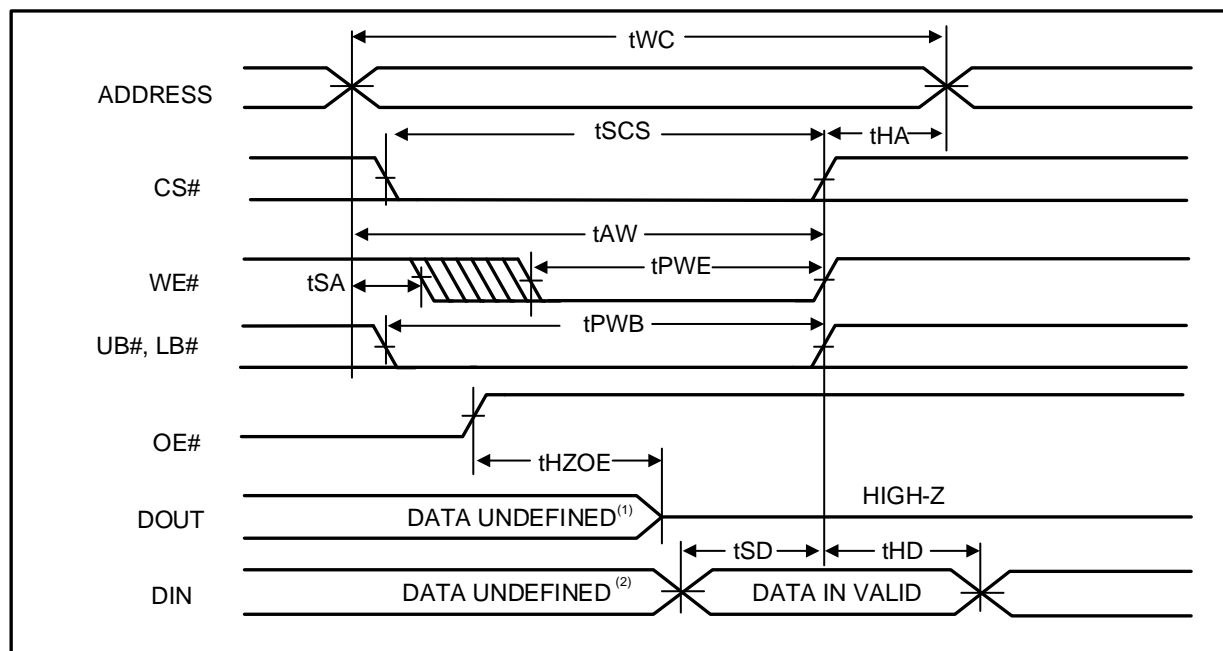 tWC
ADDRESS
tSCS
tHA
CS#
tAW
tPWE
WE#
tSA
tPWB
UB#, LB#
OE#
tHZOE
HIGH-Z
DOUT
DATA UNDEFINED(1)
tSD
tHD
DIN
DATA UNDEFINED (2)
DATA IN VALID